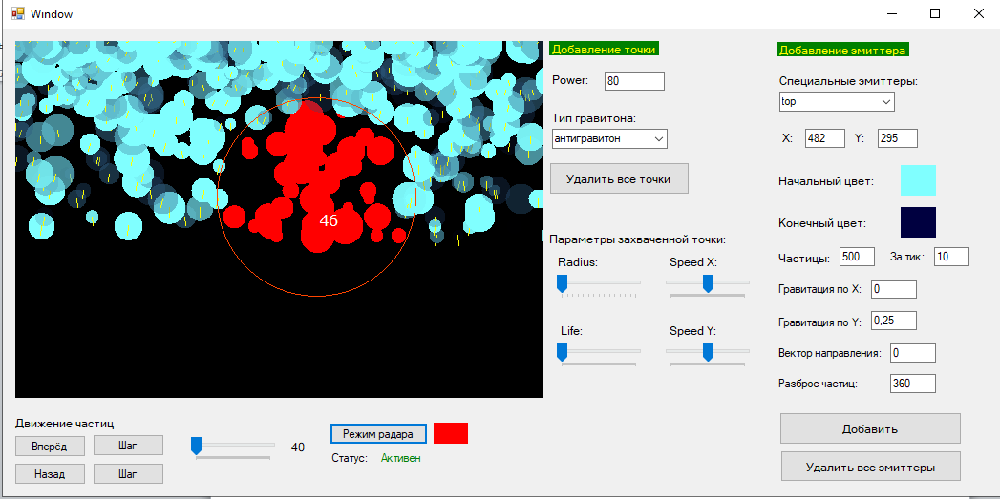 Window
46
Добавление точки
Power: 80
Тип гравитона:
антигравитон
Удалить все точки
Параметры захваченной точки:
Radius: Speed X:
Life: Speed Y:
Добавление эмиттера
Специальные эмиттеры:
top
X: 482 Y: 295
Начальный цвет:
Конечный цвет:
Частицы: 500 За тик: 10
Гравитация по X: 0
Гравитация по Y: 0,25
Вектор направления: 0
Разброс частиц: 360
Добавить
Удалить все эмиттеры
Движение частиц
Вперёд Шаг
Назад Шаг
40
Режим радара
Статус: Активен